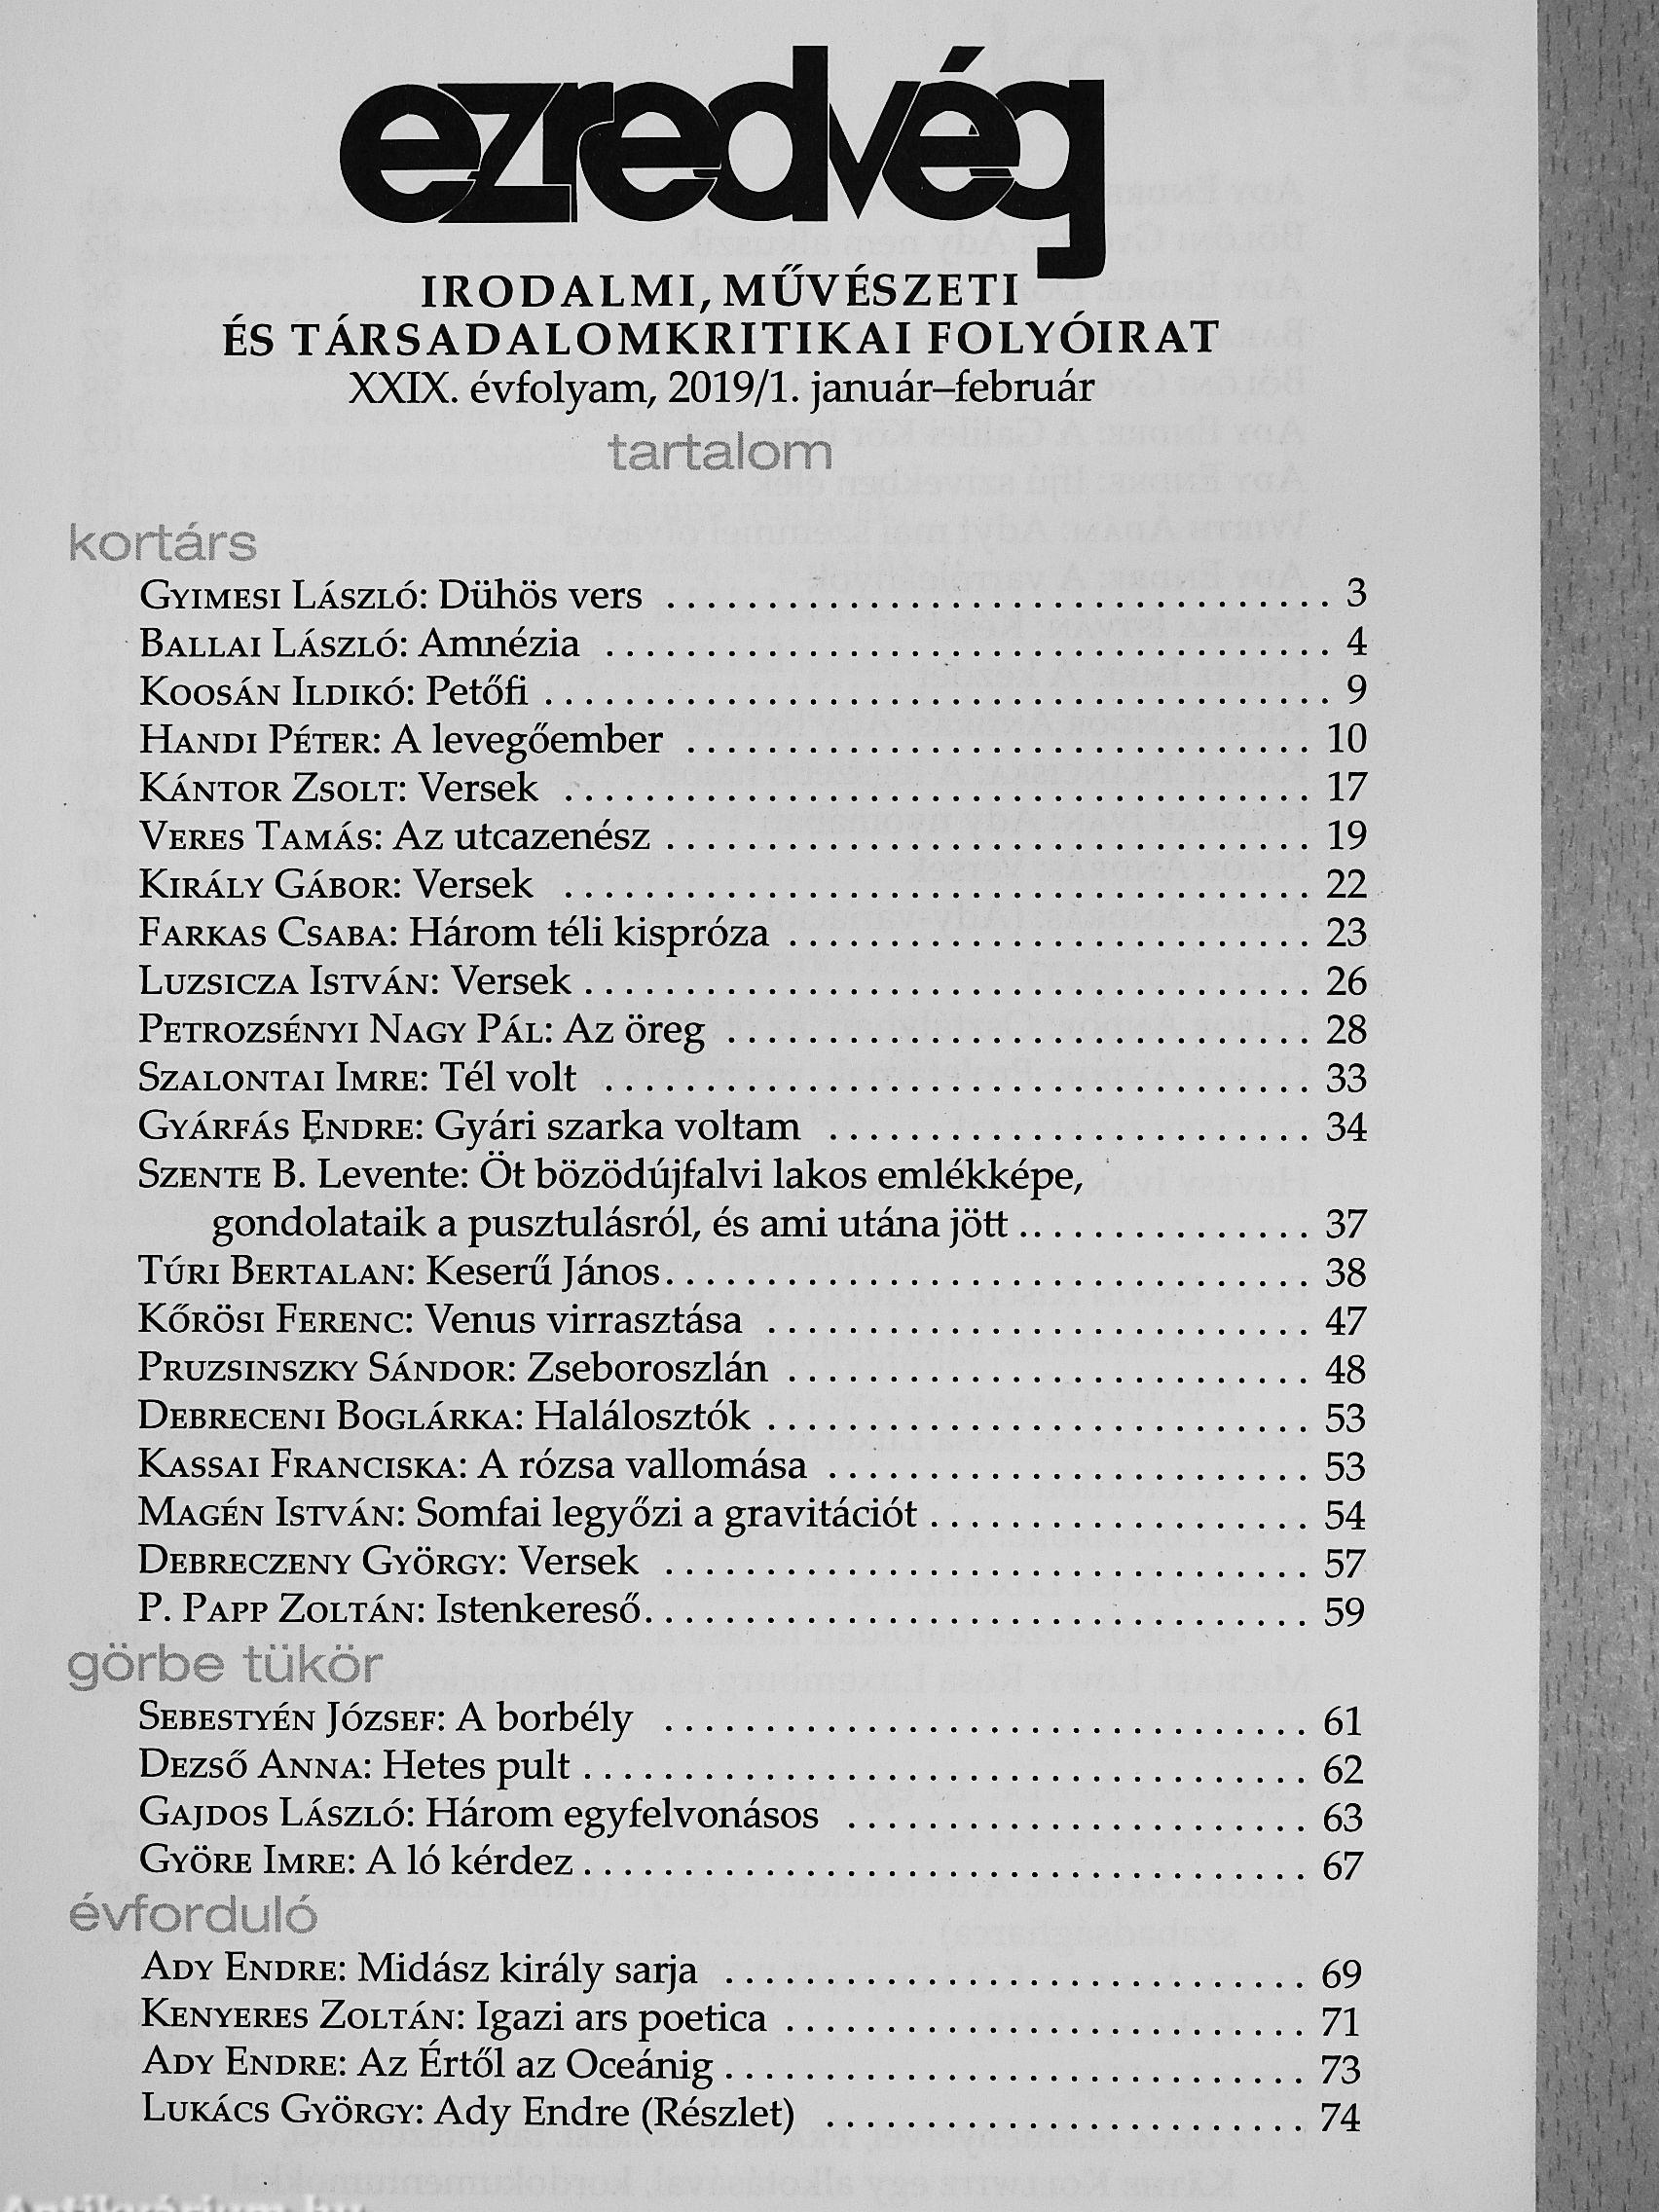 ezredvég
IRODALMI, MŰVÉSZETI
ÉS TÁRSADALOMKRITIKAI FOLYÓIRAT
XXIX. évfolyam, 2019/1. január–február
tartalom
kortárs
GYIMESI LÁSZLÓ: Dühös vers . . . . . . . . . . 3
BALLAI LÁSZLÓ: Amnézia . . . . . . . . . . 4
KOOSÁN ILDIKÓ: Petőfi . . . . . . . . . . 9
HANDI PÉTER: A levegőember . . . . . . . . . . 10
KÁNTOR ZSOLT: Versek . . . . . . . . . . 17
VERES TAMÁS: Az utcazenész . . . . . . . . . . 19
KIRÁLY GÁBOR: Versek . . . . . . . . . . 22
FARKAS CSABA: Három téli kispróza . . . . . . . . . . 23
LUZSICZA ISTVÁN: Versek . . . . . . . . . . 26
PETROZSÉNYI NAGY PÁL: Az öreg . . . . . . . . . . 28
SZALONTAI IMRE: Tél volt . . . . . . . . . . 33
GYÁRFÁS ENDRE: Gyári szarka voltam . . . . . . . . . . 34
SZENTE B. Levente: Öt bözödújfalvi lakos emlékképe,
gondolataik a pusztulásról, és ami utána jött . . . . . . . . . . 37
TÚRI BERTALAN: Keserű János . . . . . . . . . . 38
KŐRÖSI FERENC: Venus virrasztása . . . . . . . . . . 47
PRUZSINSZKY SÁNDOR: Zseboroszlán . . . . . . . . . . 48
DEBRECENI BOGLÁRKA: Halálosztók . . . . . . . . . . 53
KASSAI FRANCISKA: A rózsa vallomása . . . . . . . . . . 53
MAGÉN ISTVÁN: Somfai legyőzi a gravitációt . . . . . . . . . . 54
DEBRECZENY GYÖRGY: Versek . . . . . . . . . . 57
P. PAPP ZOLTÁN: Istenkereső . . . . . . . . . . 59
görbe tükör
SEBESTYÉN JÓZSEF: A borbély . . . . . . . . . . 61
DEZSŐ ANNA: Hetes pult . . . . . . . . . . 62
GAJDOS LÁSZLÓ: Három egyfelvonásos . . . . . . . . . . 63
GYÖRE IMRE: A ló kérdez . . . . . . . . . . 67
évforduló
ADY ENDRE: Midász király sarja . . . . . . . . . . 69
KENYERES ZOLTÁN: Igazi ars poetica . . . . . . . . . . 71
ADY ENDRE: Az Értől az Oceánig . . . . . . . . . . 73
LUKÁCS GYÖRGY: Ady Endre (Részlet) . . . . . . . . . . 74